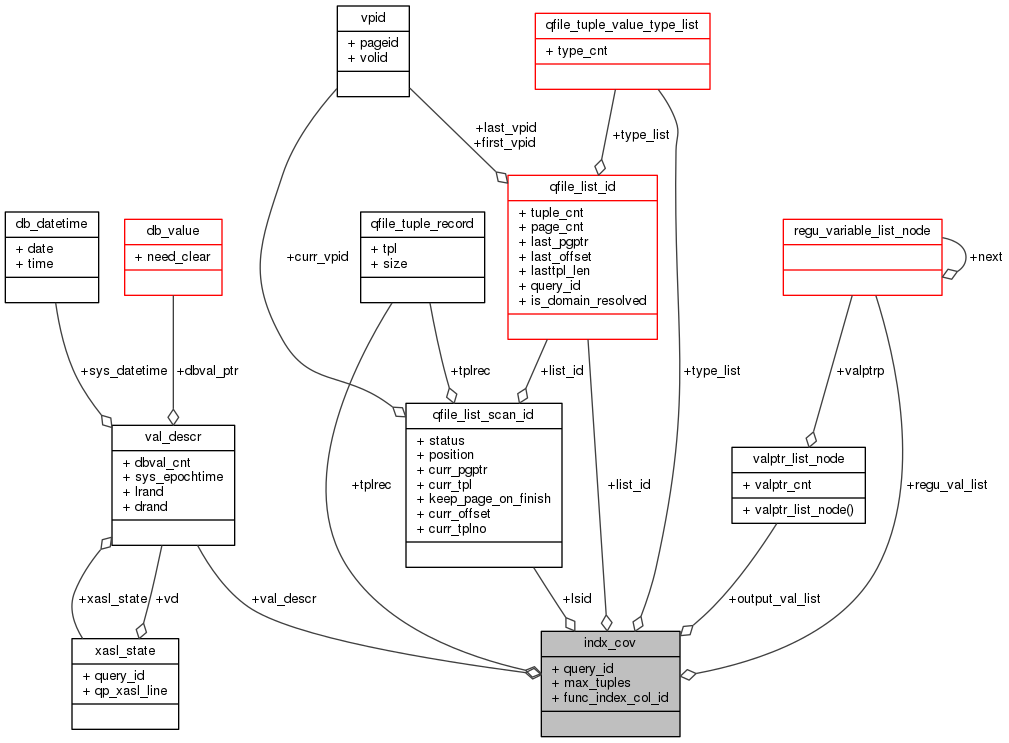 vpid
+ pageid
+ volid
qfile_tuple_value_type_list
+ type_cnt
+last_vpid
+first_vpid
+type_list
qfile_list_id
+ tuple_cnt
+ page_cnt
+ last_pgptr
+ last_offset
+ lasttpl_len
+ query_id
+ is_domain_resolved
db_datetime
+ date
+ time
db_value
+ need_clear
qfile_tuple_record
+ tpl
+ size
regu_variable_list_node
+next
+curr_vpid
+sys_datetime
+dbval_ptr
+tplrec
+list_id
+type_list
+valptrp
val_descr
+ dbval_cnt
+ sys_epochtime
+ lrand
+ drand
qfile_list_scan_id
+ status
+ position
+ curr_pgptr
+ curr_tpl
+ keep_page_on_finish
+ curr_offset
+ curr_tplno
valptr_list_node
+ valptr_cnt
+ valptr_list_node()
+tplrec
+list_id
+regu_val_list
+xasl_state
+vd
+val_descr
+lsid
+output_val_list
xasl_state
+ query_id
+ qp_xasl_line
indx_cov
+ query_id
+ max_tuples
+ func_index_col_id